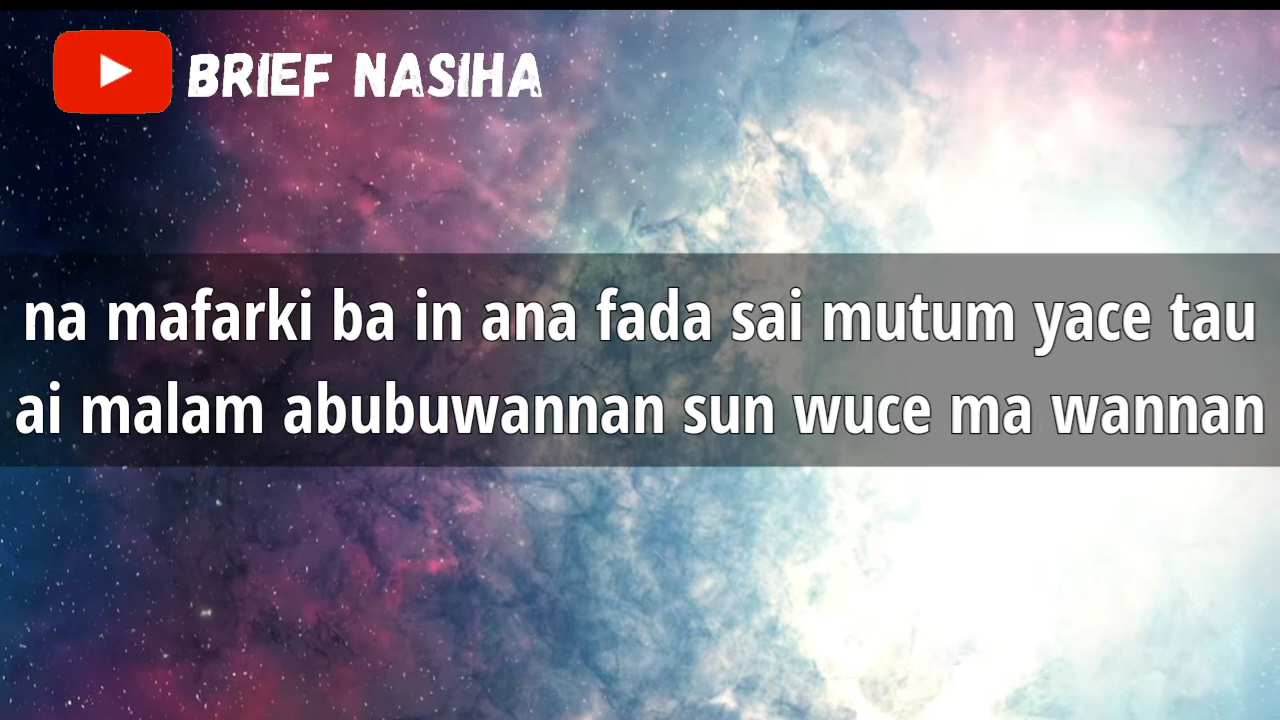 BRIEF NASIHA
na mafarki ba in ana fada sai mutum yace tau
ai malam abubuwannan sun wuce ma wannan